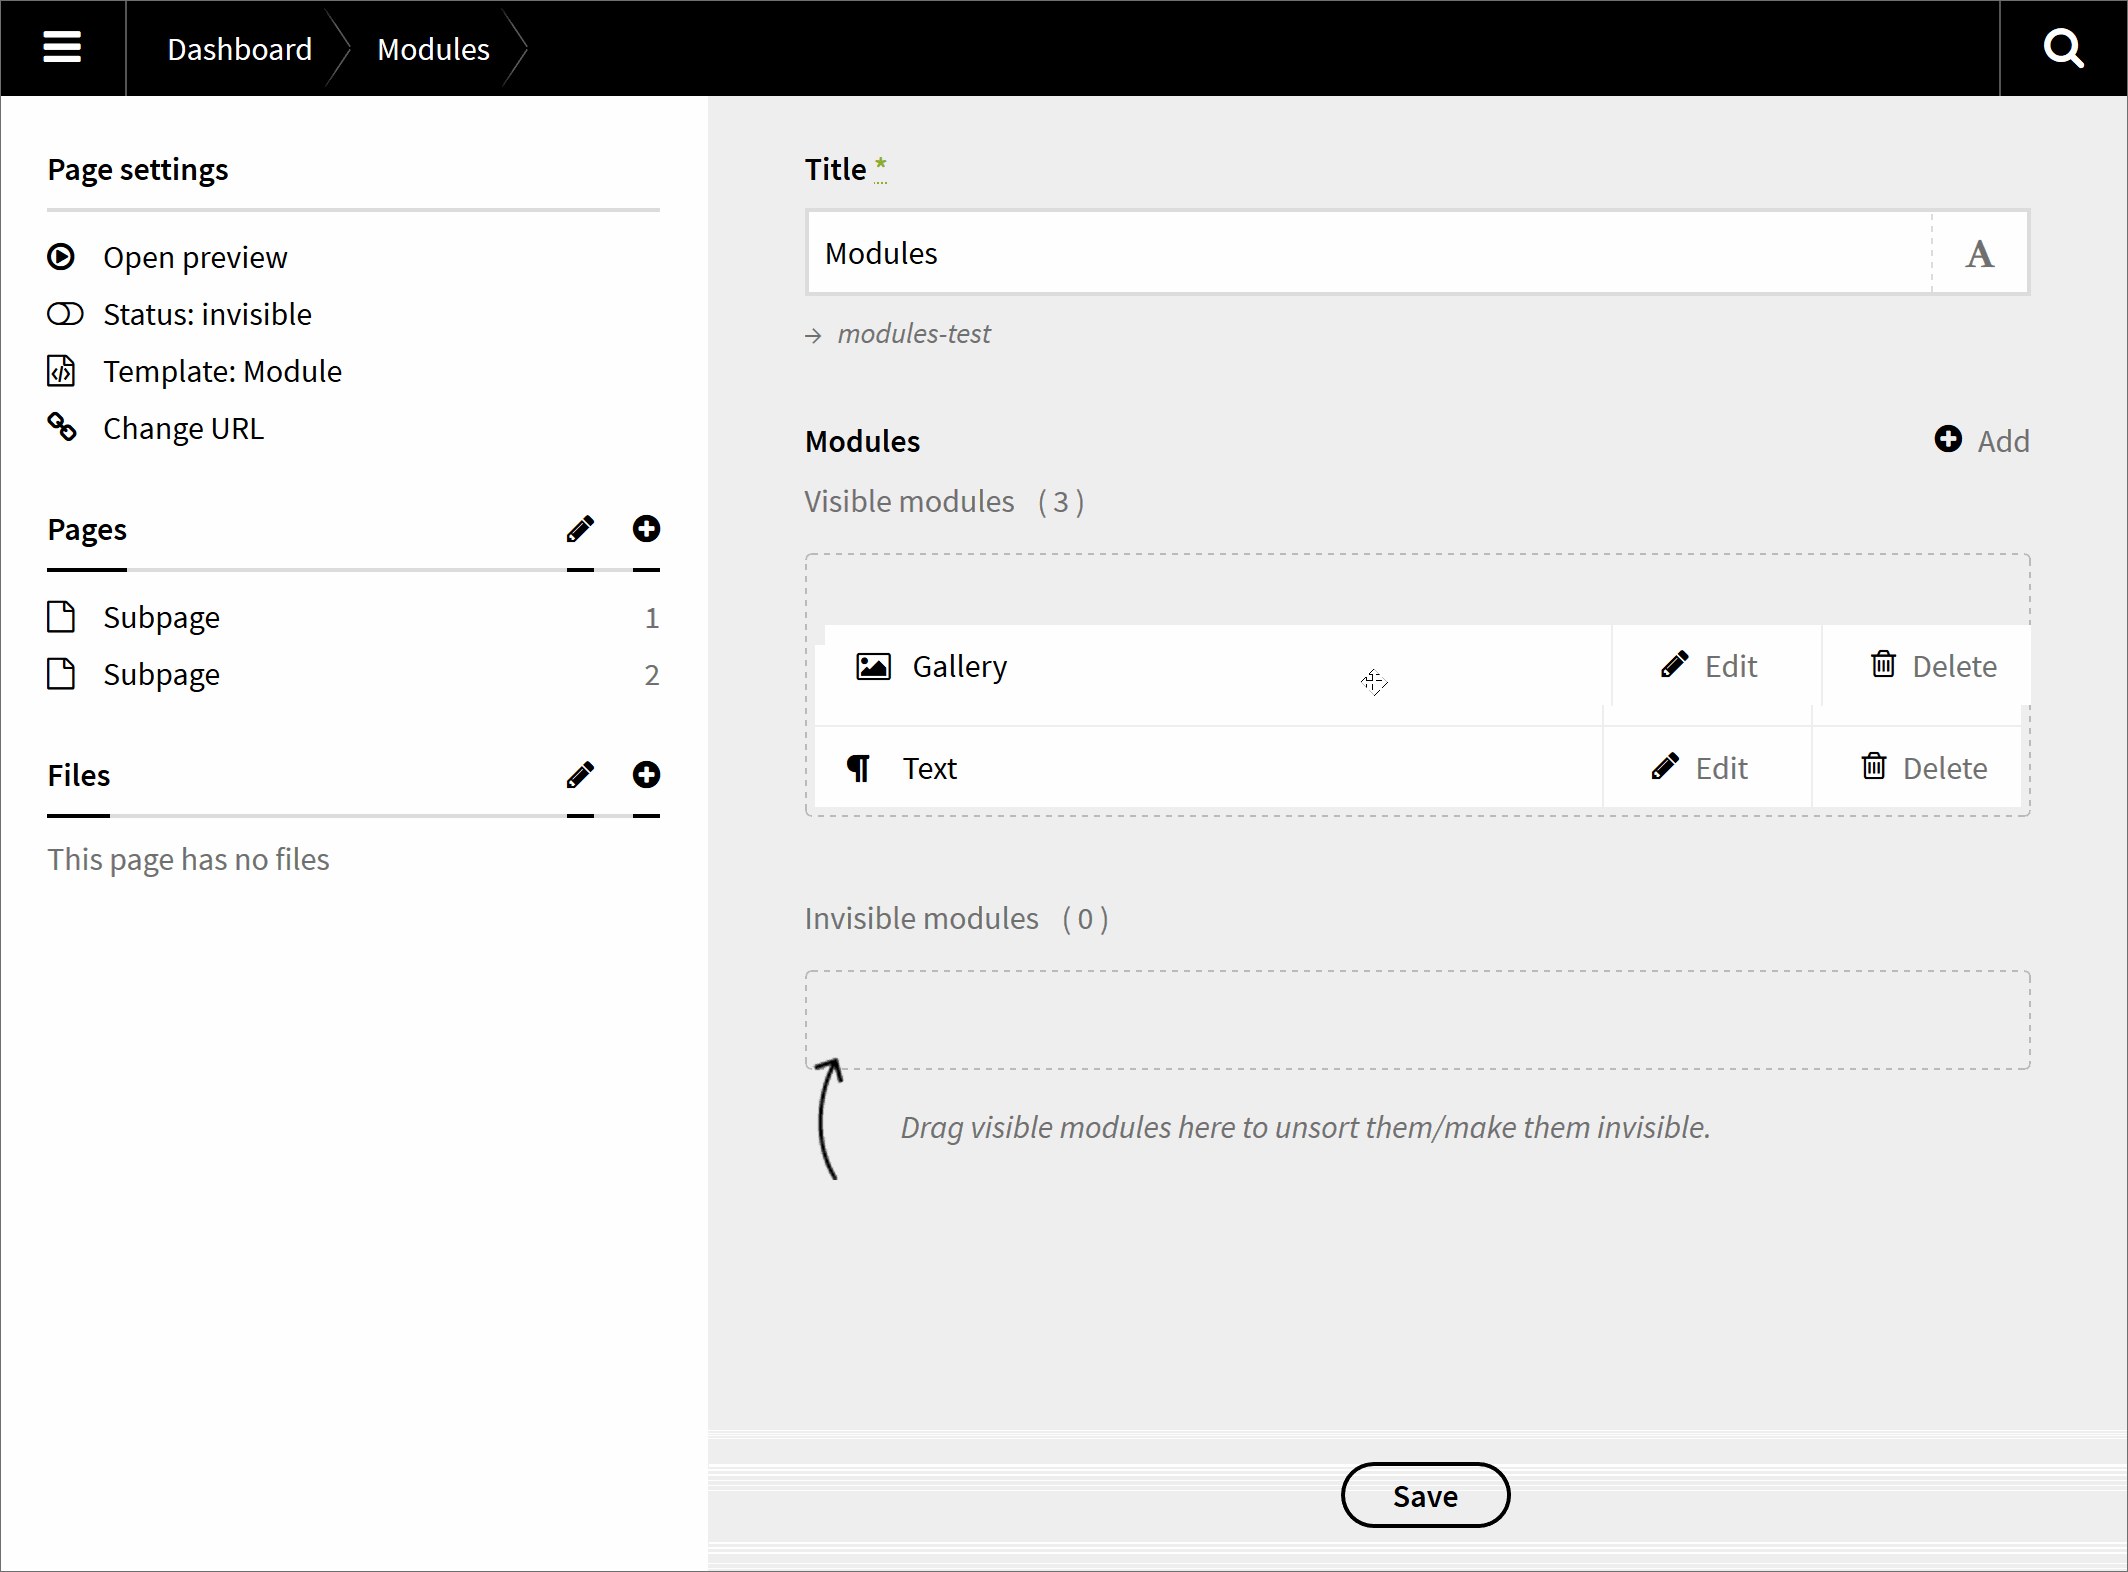 Dashboard
Modules
Page settings
Open preview
Status: invisible
Template: Module
Change URL
Pages
Subpage 1
Subpage 2
Files
This page has no files
Title *
Modules
A
→ modules-test
Modules
Add
Visible modules ( 3 )
Gallery
Edit
Delete
¶ Text
Edit
Delete
Invisible modules ( 0 )
Drag visible modules here to unsort them/make them invisible.
Save